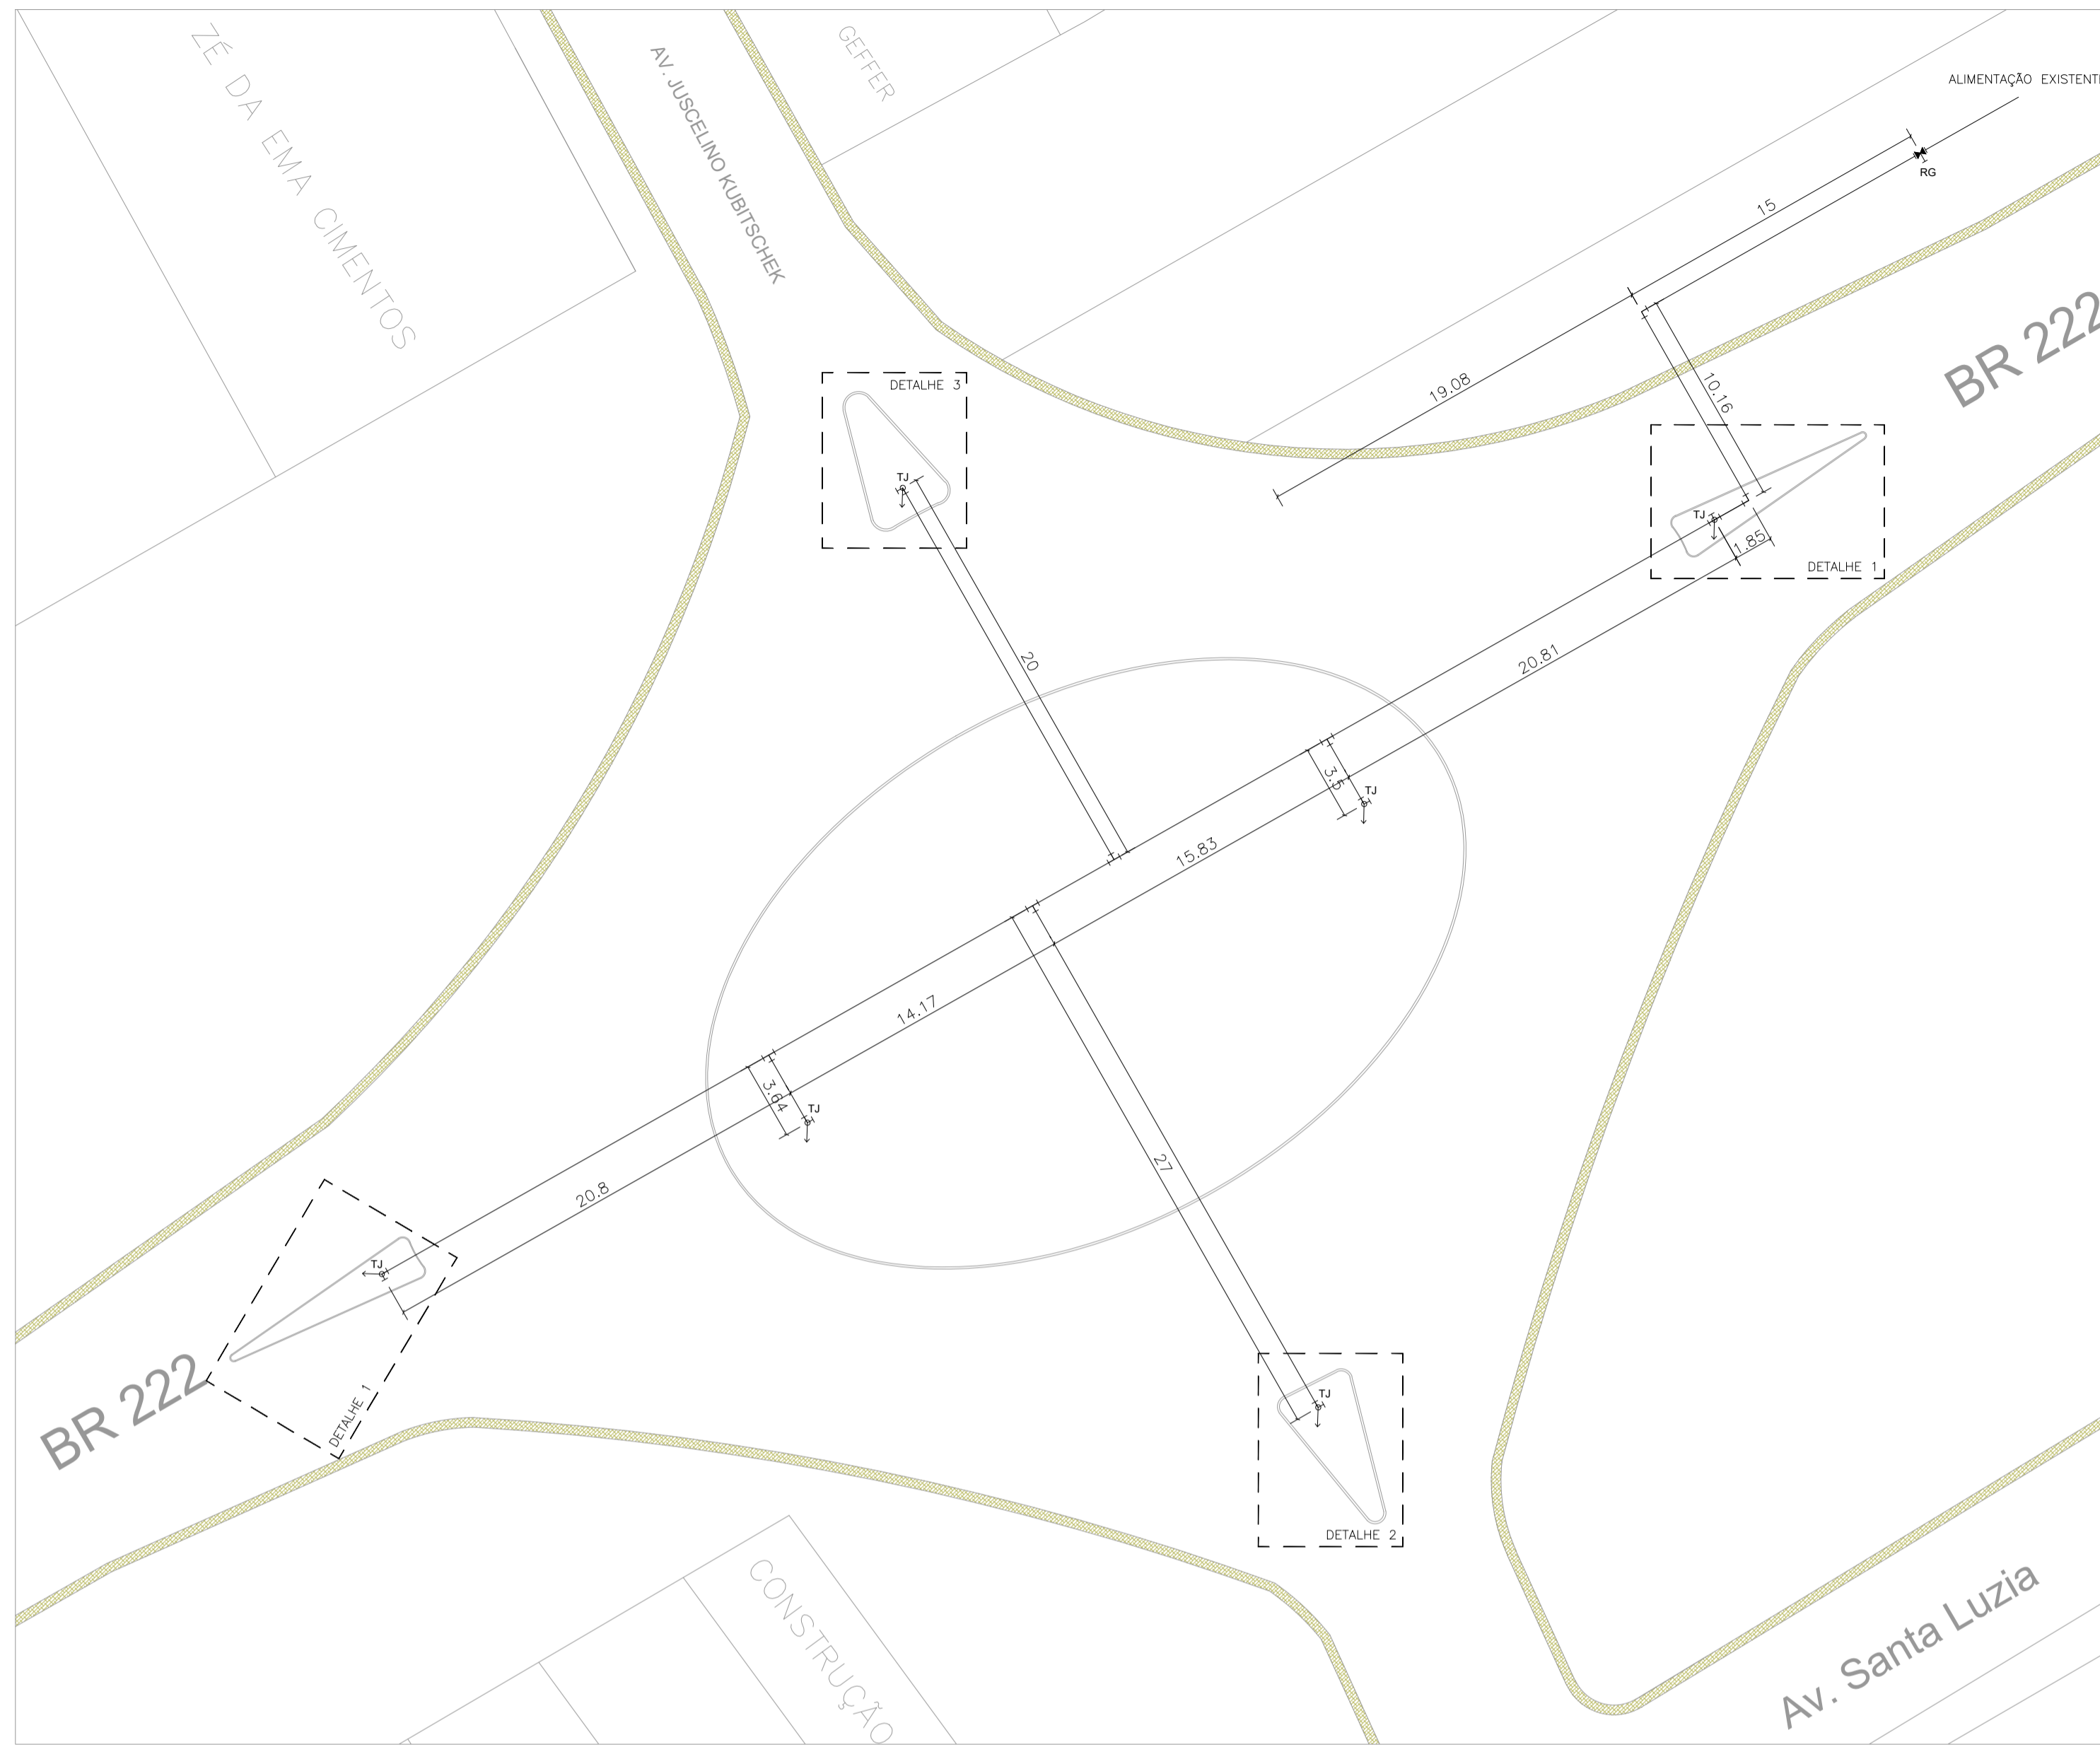 ZÉ DA EMA CIMENTOS
AV. JUSCELINO KUBITSCHEK
GEFFER
ALIMENTAÇÃO EXISTENT
RG
15
BR 222
19.08
10.16
DETALHE 3
TJ
TJ
1.85
DETALHE 1
20
20.81
3.5
TJ
15.83
14.17
3.64
TJ
27
20.8
TJ
BR 222
DETALHE 1
TJ
DETALHE 2
CONSTRUÇÃO
Av. Santa Luzia